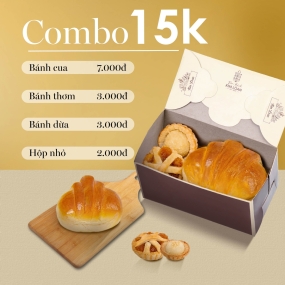 Combo 15k
Bánh cua 7.000đ
Bánh thơm 3.000đ
Bánh dừa 3.000đ
Hộp nhỏ 2.000đ